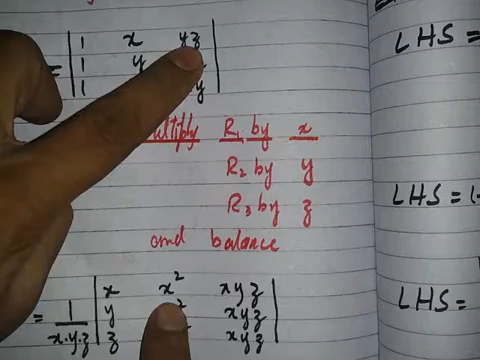 = | 1 x yz |
| 1 y |
| 1 y |
R₁ by x
R₂ by y
R₃ by z
and balance
= 1/x·y·z | x x² xyz |
| y ² xyz |
| z xyz |
LHS =
LHS =
LHS =